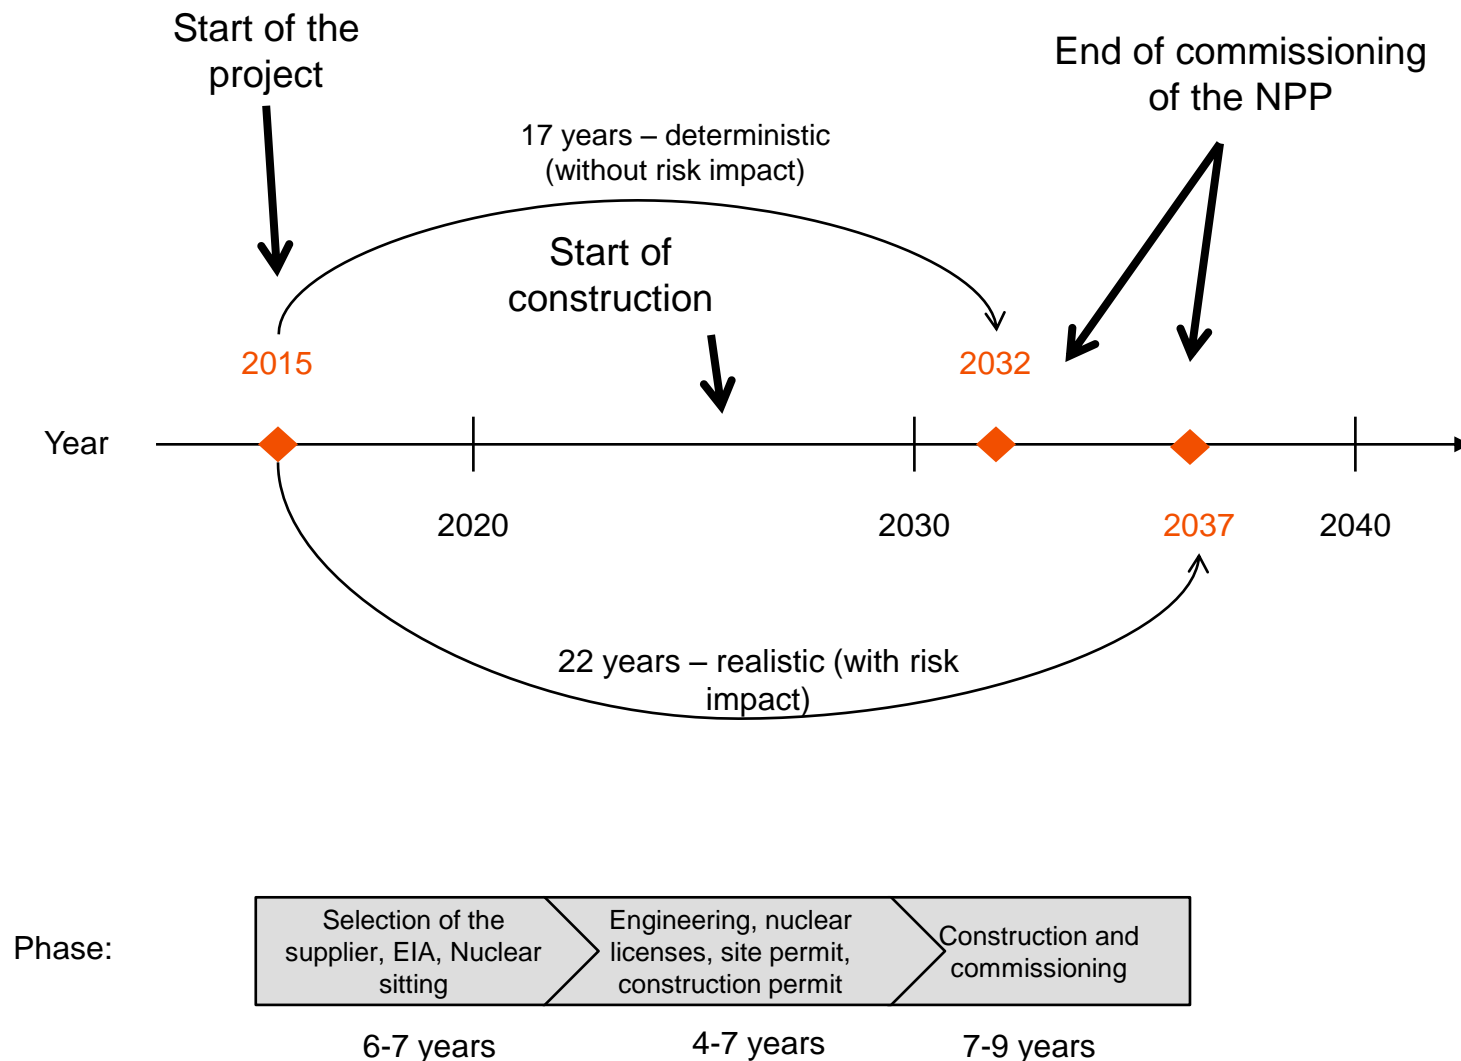 Start of the
project
End of commissioning
of the NPP
17 years – deterministic
(without risk impact)
Start of
construction
2015
2032
Year
2020
2030
2037
2040
22 years – realistic (with risk
impact)
Phase:
Selection of the
supplier, EIA, Nuclear
sitting
Engineering, nuclear
licenses, site permit,
construction permit
Construction and
commissioning
6-7 years
4-7 years
7-9 years